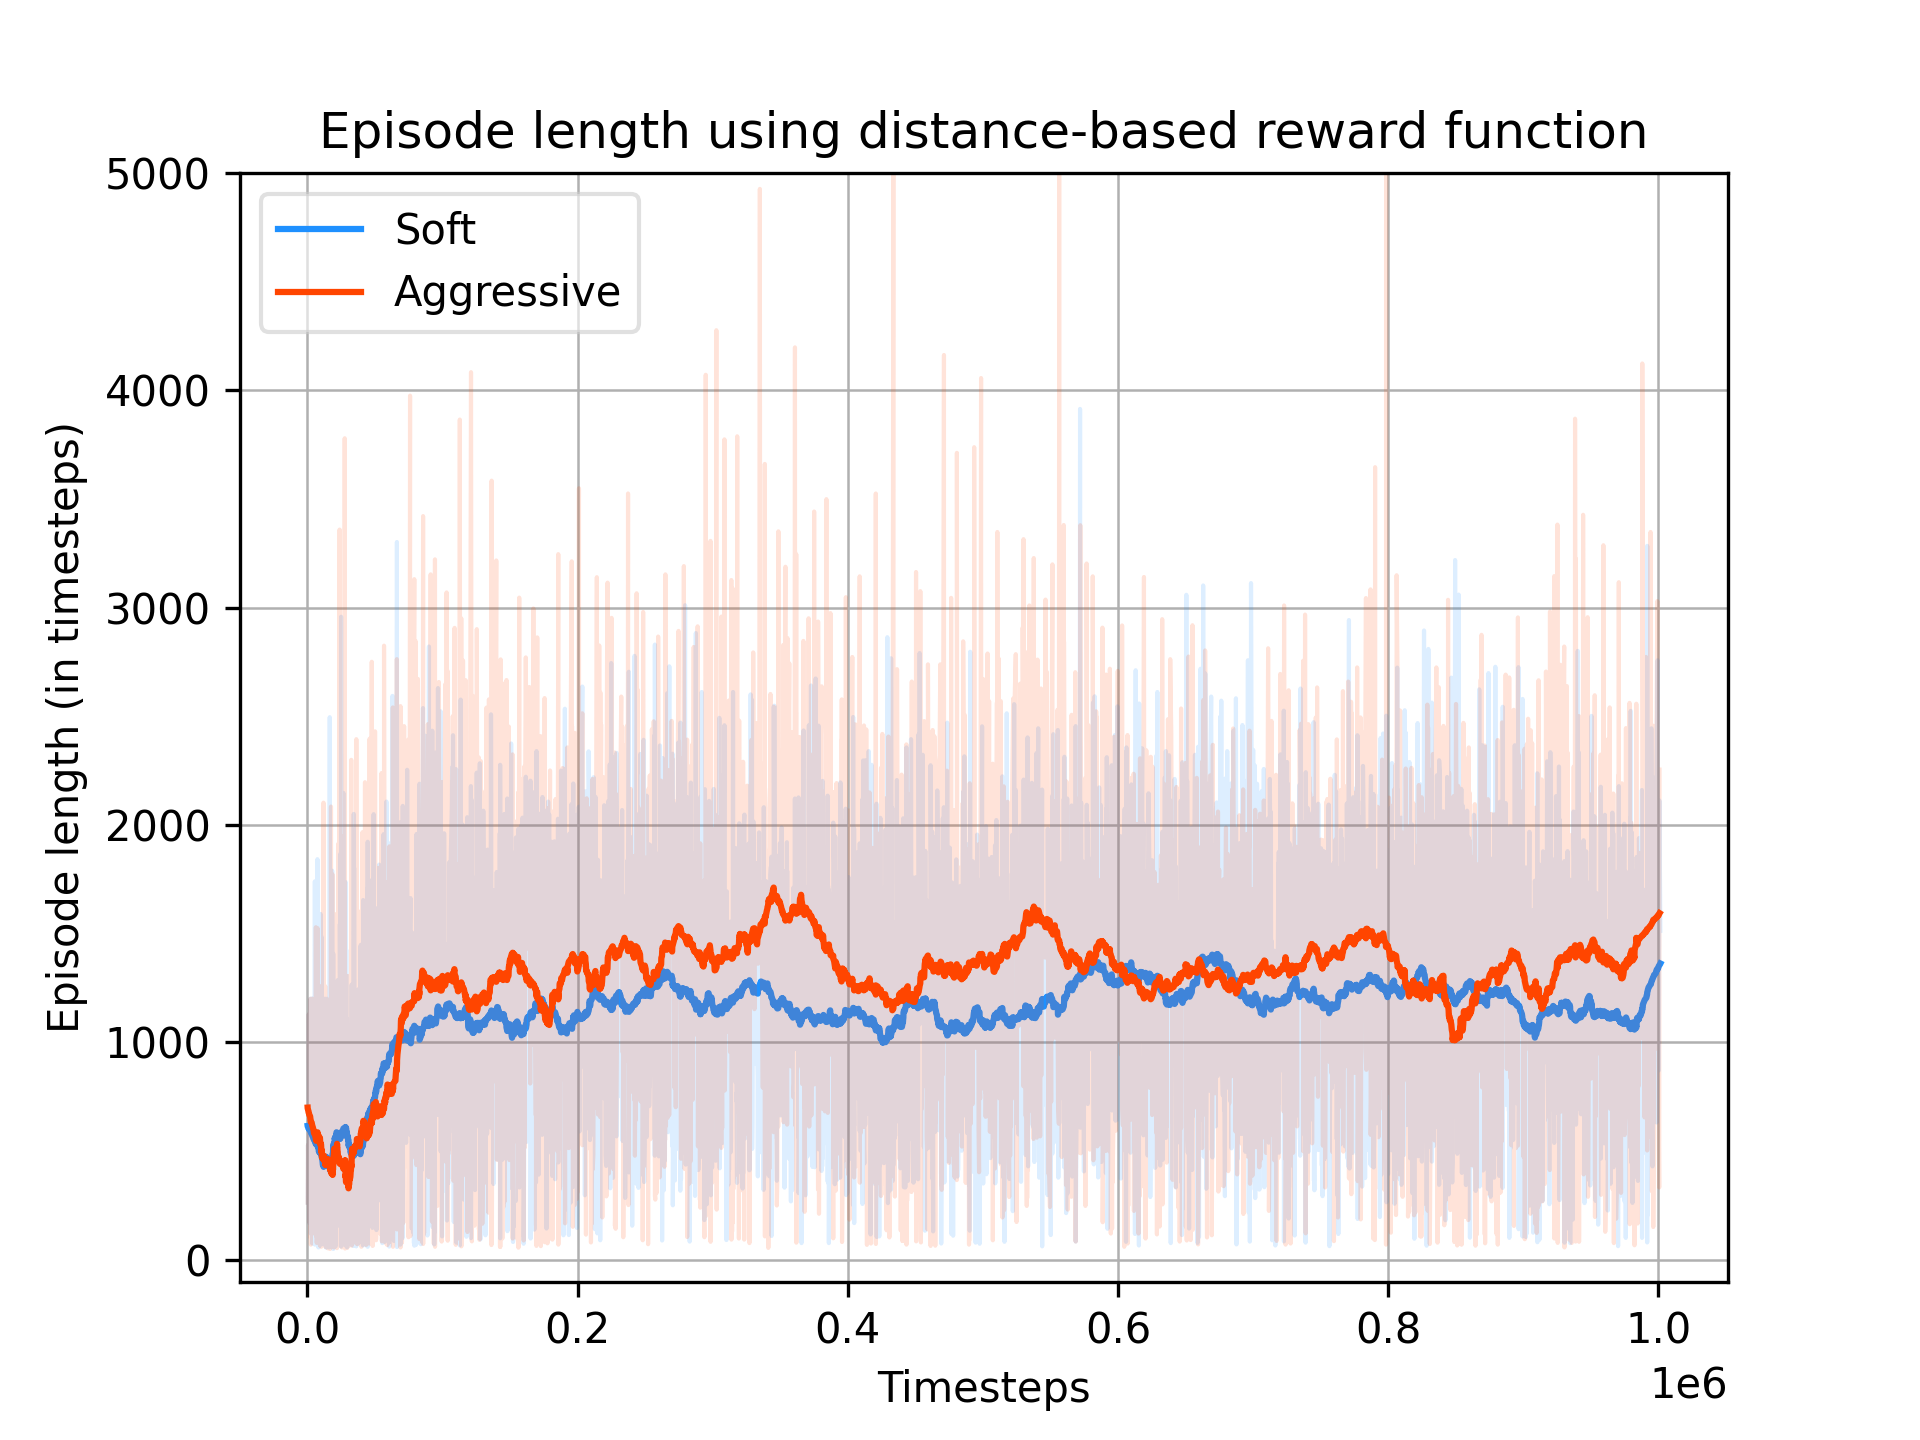 Episode length using distance-based reward function
Soft
Aggressive
Episode length (in timesteps)
5000
4000
3000
2000
1000
0
0.0 0.2 0.4 0.6 0.8 1.0
1e6
Timesteps